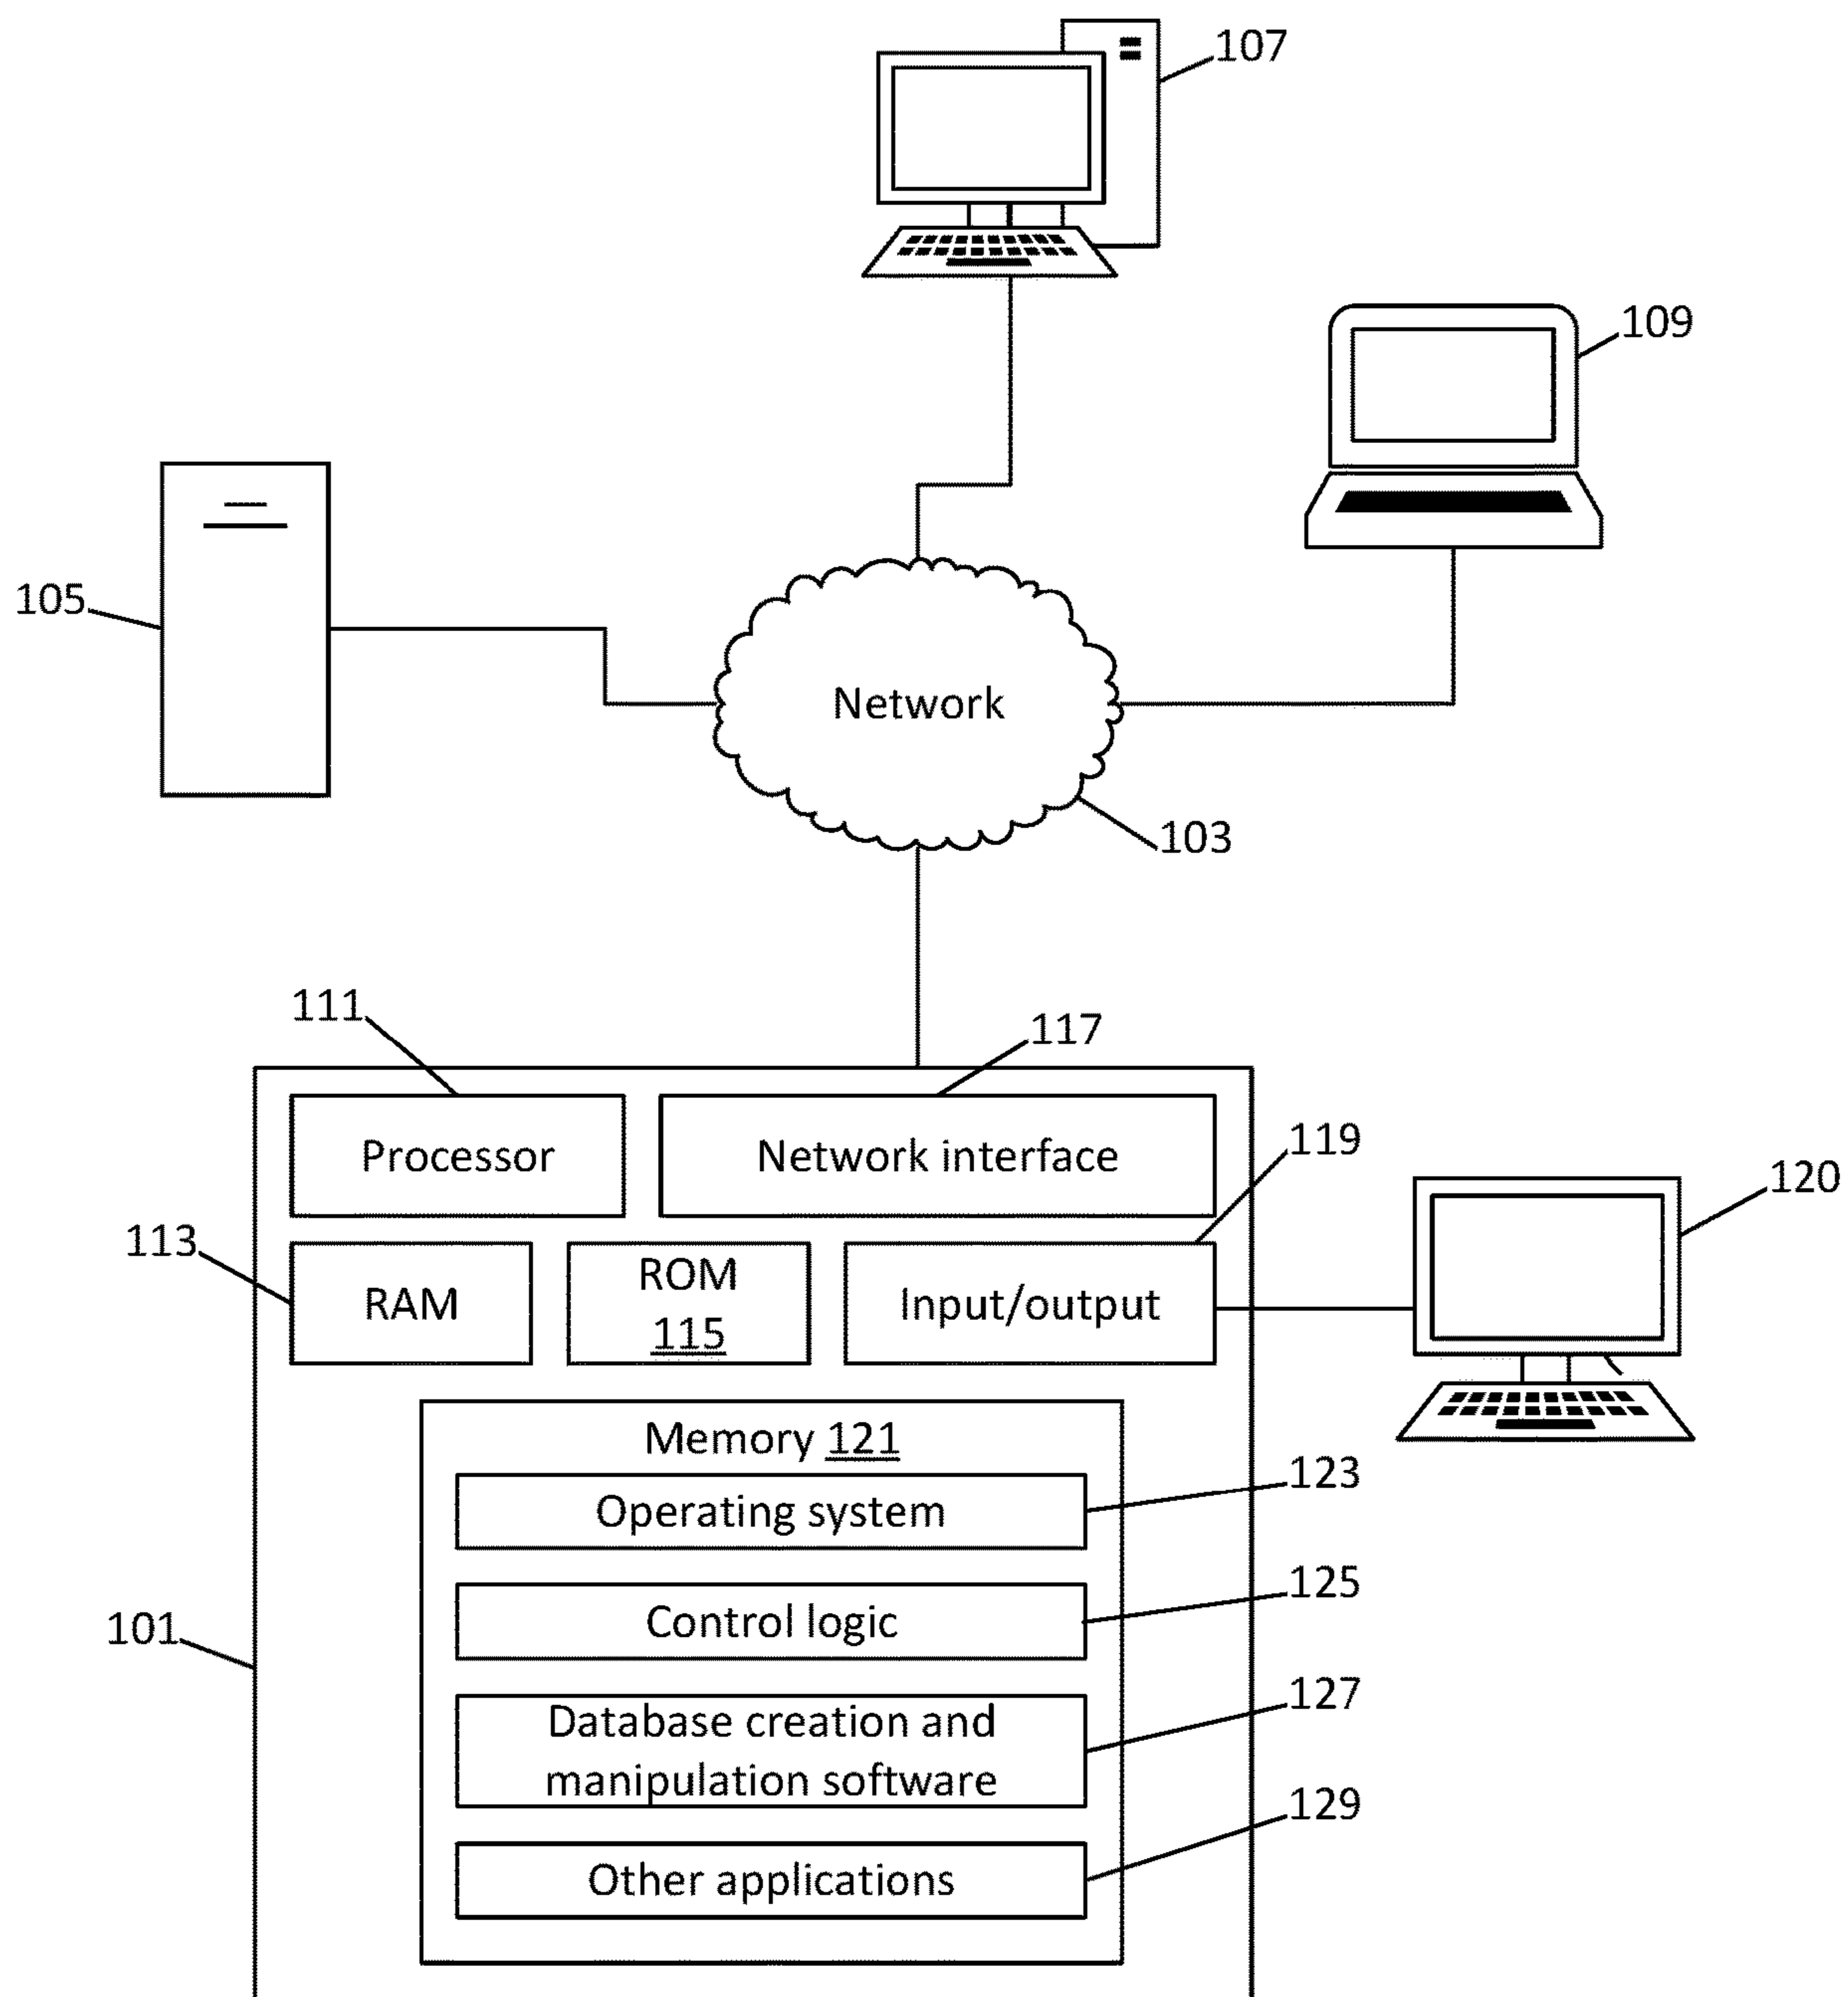 107
109
105
Network
103
111
117
Processor
Network interface
119
120
113
RAM
ROM
115
Input/output
Memory 121
123
Operating system
125
Control logic
101
127
Database creation and
manipulation software
129
Other applications